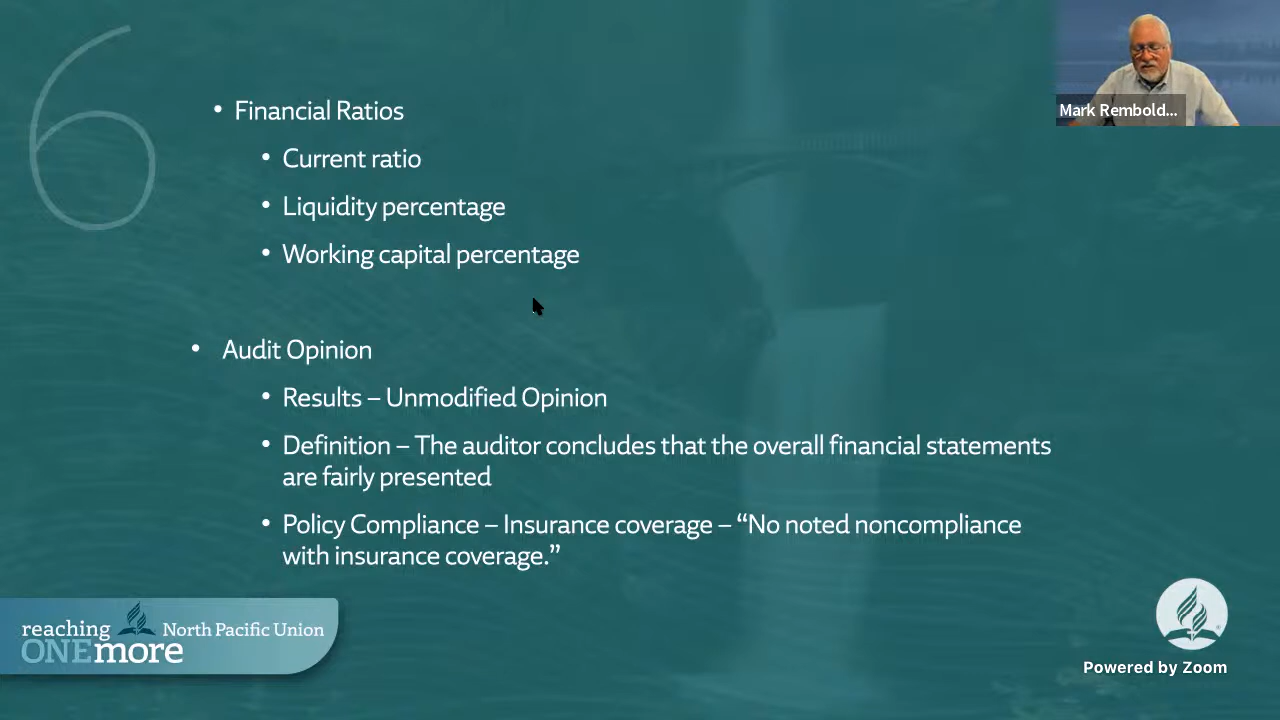 6
Mark Rembold...
• Financial Ratios
• Current ratio
• Liquidity percentage
• Working capital percentage
• Audit Opinion
• Results – Unmodified Opinion
• Definition – The auditor concludes that the overall financial statements
are fairly presented
• Policy Compliance – Insurance coverage – “No noted noncompliance
with insurance coverage.”
reaching North Pacific Union
ONEmore
Powered by Zoom